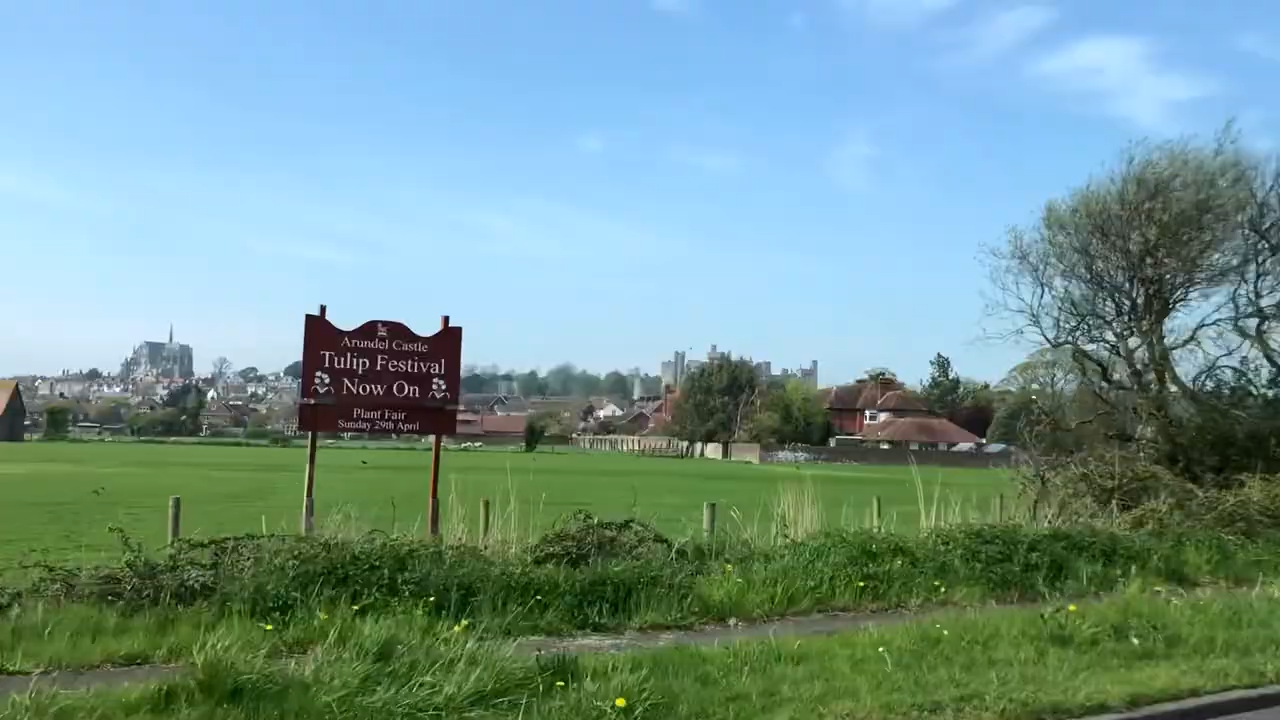 Arundel Castle
Tulip Festival
Now On
Plant Fair
Sunday 29th April